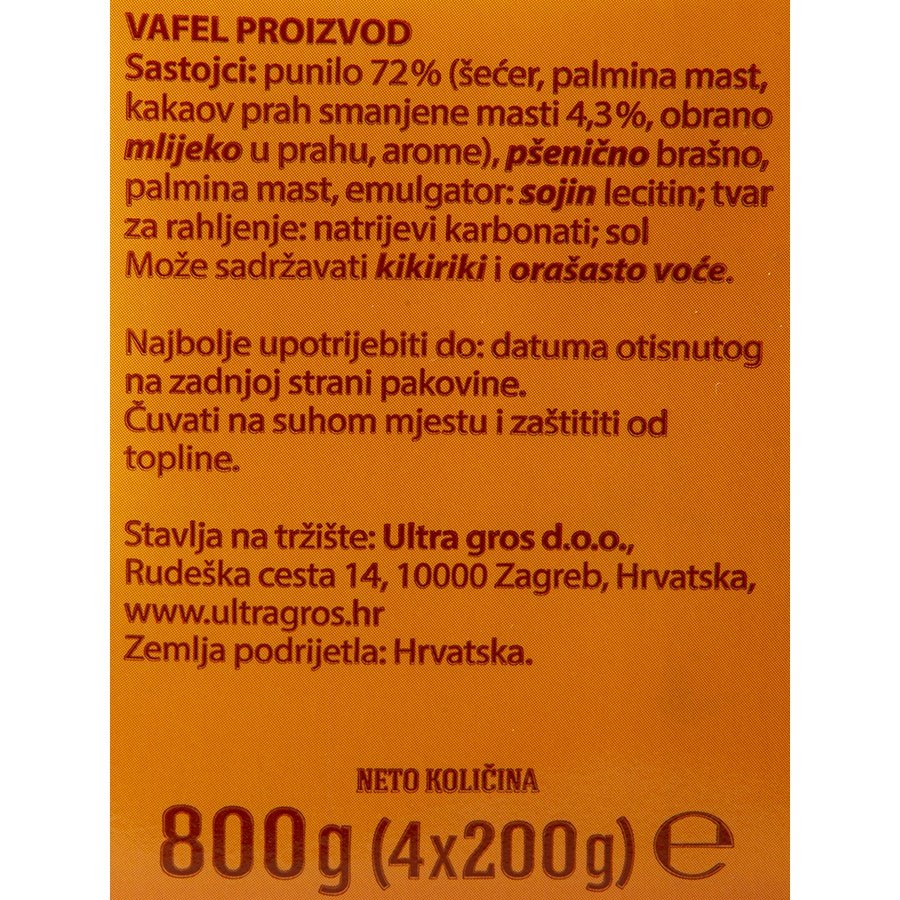 VAFEL PROIZVOD
Sastojci: punilo 72% (šećer, palmina mast,
kakaov prah smanjene masti 4,3%, obrano
mlijeko u prahu, arome), pšenično brašno,
palmina mast, emulgator: sojin lecitin; tvar
za rahljenje: natrijevi karbonati; sol
Može sadržavati kikiriki i orašasto voće.
Najbolje upotrijebiti do: datuma otisnutog
na zadnjoj strani pakovine.
Čuvati na suhom mjestu i zaštititi od
topline.
Stavlja na tržište: Ultra gros d.o.o.,
Rudeška cesta 14, 10000 Zagreb, Hrvatska,
www.ultragros.hr
Zemlja podrijetla: Hrvatska.
NETO KOLIČINA
800g (4x200g) ℮